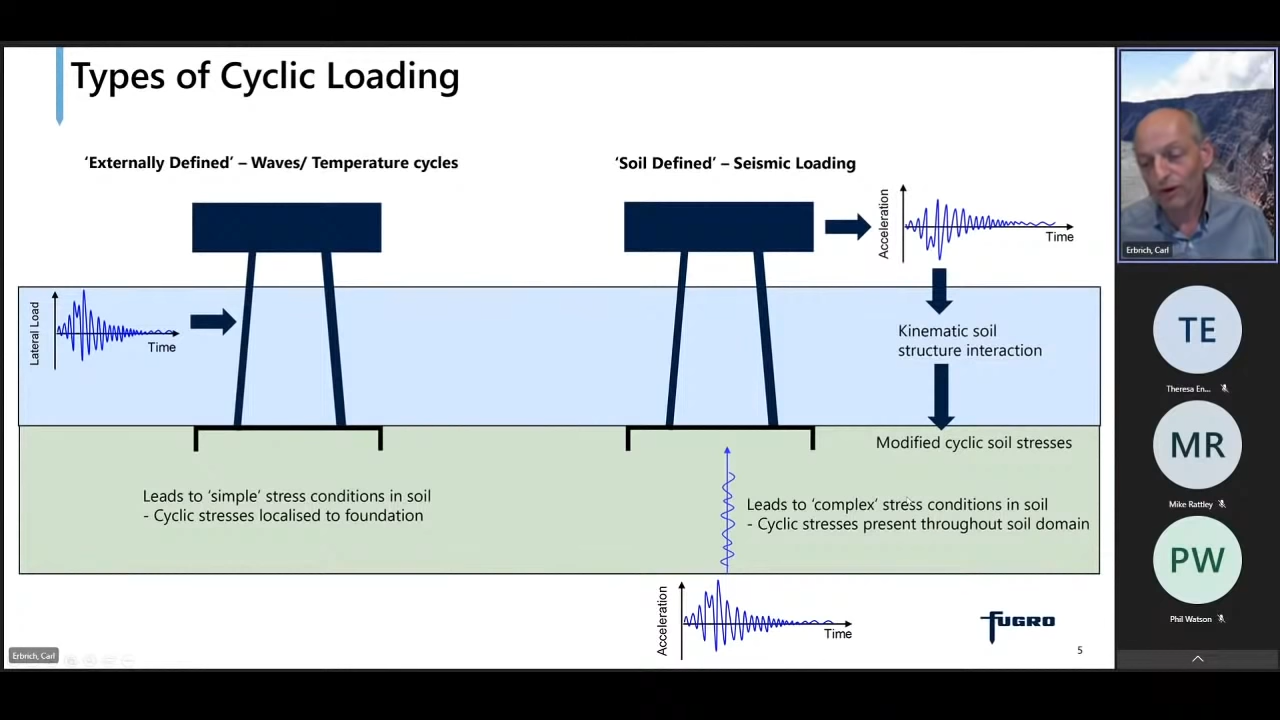 Types of Cyclic Loading
‘Externally Defined’ – Waves/ Temperature cycles
Lateral Load
Time
Leads to ‘simple’ stress conditions in soil
- Cyclic stresses localised to foundation
‘Soil Defined’ – Seismic Loading
Acceleration
Time
Kinematic soil
structure interaction
Modified cyclic soil stresses
Leads to ‘complex’ stress conditions in soil
- Cyclic stresses present throughout soil domain
Acceleration
Time
FUGRO
5
Erbrich, Carl
Erbrich, Carl
TE
Theresa En...
MR
Mike Rattley
PW
Phil Watson